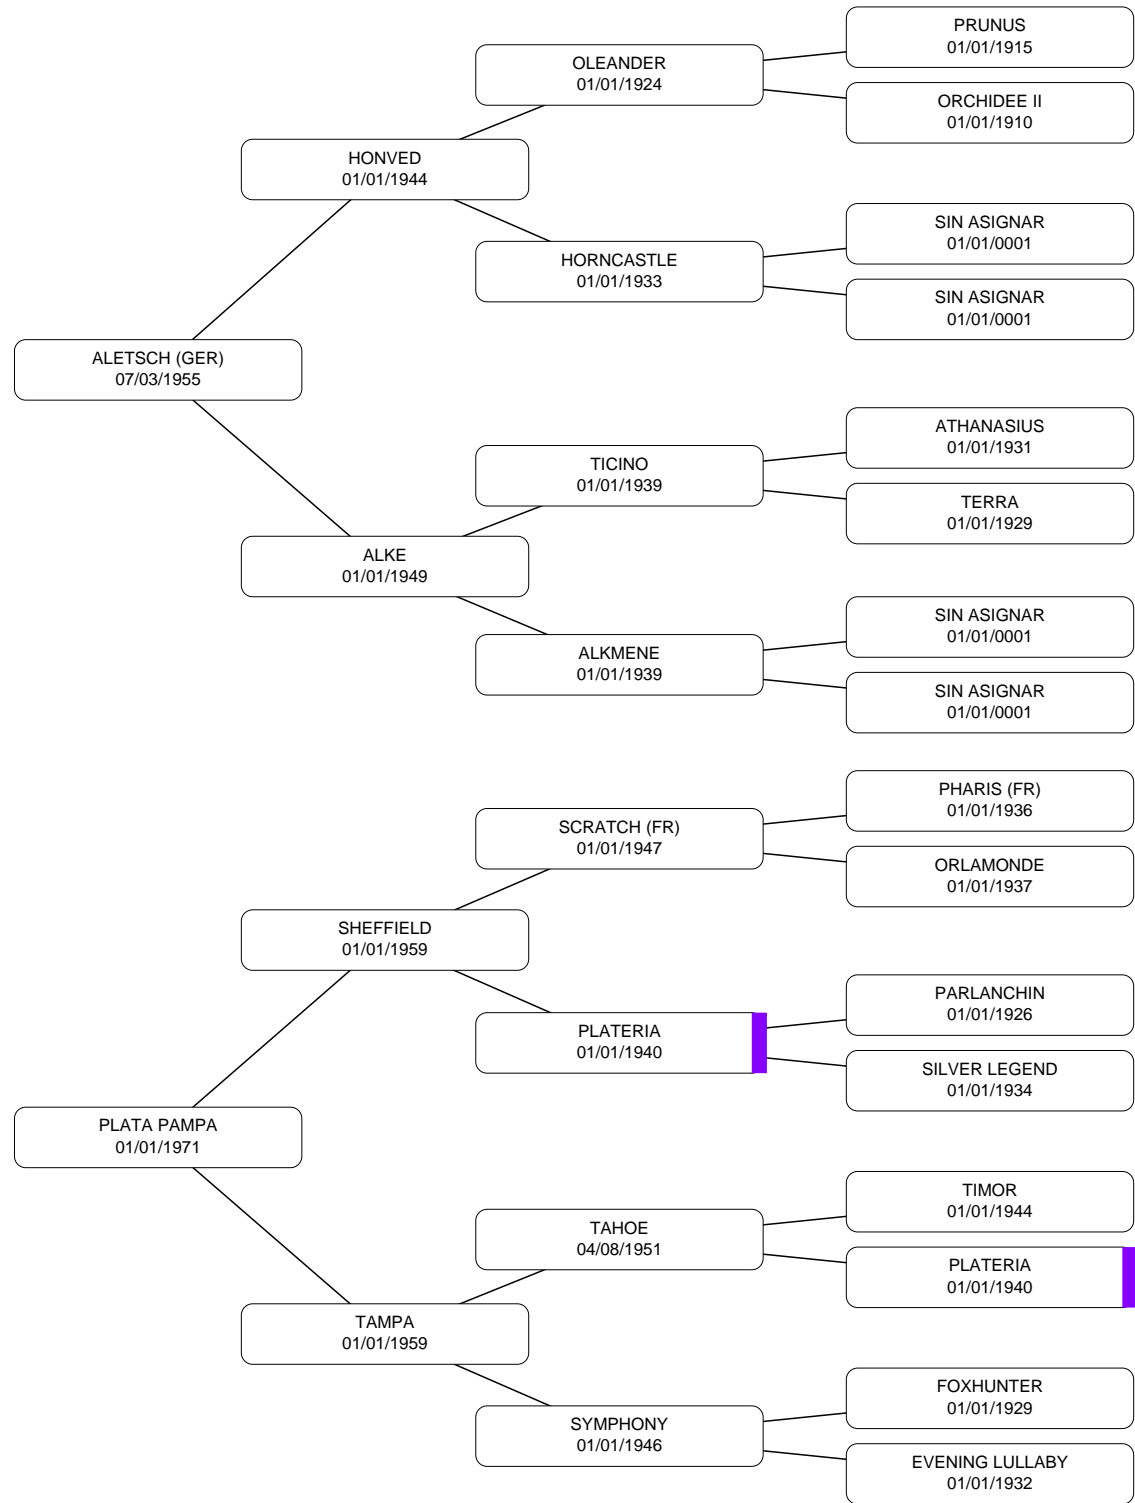 PRUNUS
01/01/1915
OLEANDER
01/01/1924
ORCHIDEE II
01/01/1910
HONVED
01/01/1944
SIN ASIGNAR
01/01/0001
HORNCASTLE
01/01/1933
SIN ASIGNAR
01/01/0001
ALETSCH (GER)
07/03/1955
ATHANASIUS
01/01/1931
TICINO
01/01/1939
TERRA
01/01/1929
ALKE
01/01/1949
SIN ASIGNAR
01/01/0001
ALKMENE
01/01/1939
SIN ASIGNAR
01/01/0001
PHARIS (FR)
01/01/1936
SCRATCH (FR)
01/01/1947
ORLAMONDE
01/01/1937
SHEFFIELD
01/01/1959
PARLANCHIN
01/01/1926
PLATERIA
01/01/1940
SILVER LEGEND
01/01/1934
PLATA PAMPA
01/01/1971
TIMOR
01/01/1944
TAHOE
04/08/1951
PLATERIA
01/01/1940
TAMPA
01/01/1959
FOXHUNTER
01/01/1929
SYMPHONY
01/01/1946
EVENING LULLABY
01/01/1932